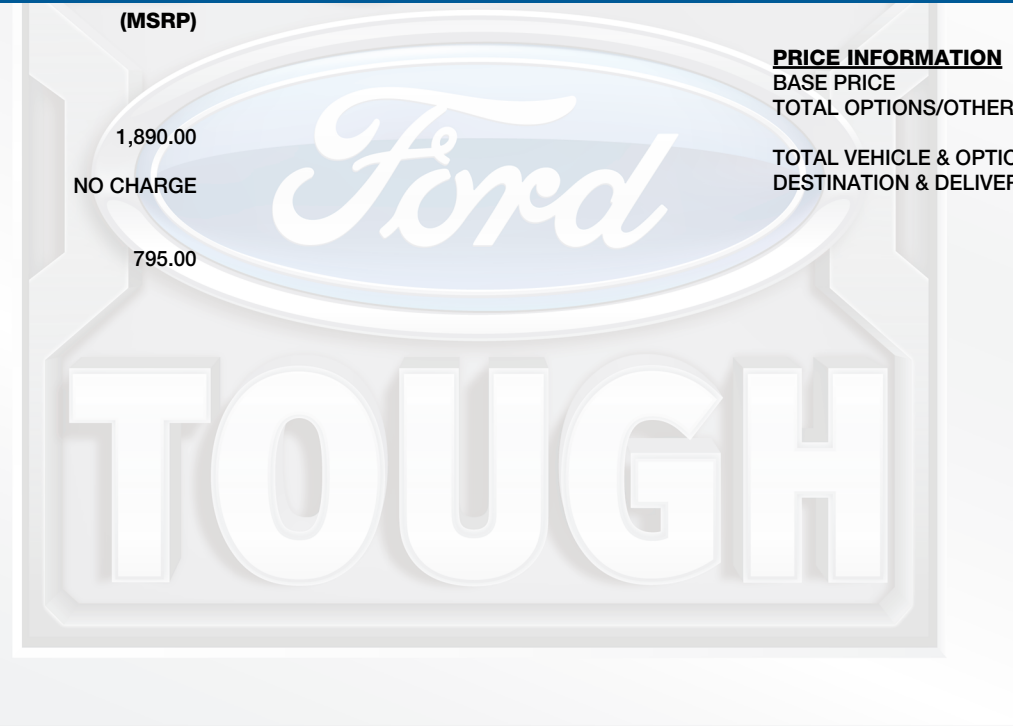 (MSRP)
1,890.00
NO CHARGE
795.00
PRICE INFORMATION
BASE PRICE
TOTAL OPTIONS/OTHER
TOTAL VEHICLE & OPTIO
DESTINATION & DELIVER
Ford
TOUGH